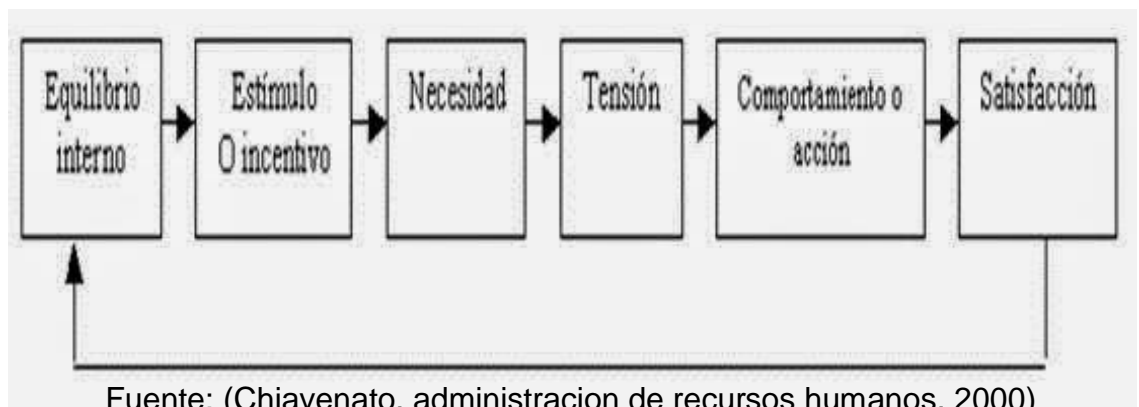 Equilibrio
interno
Estímulo
O incentivo
Necesidad
Tensión
Comportamiento o
acción
Satisfacción
Fuente: (Chiavenato, administracion de recursos humanos, 2000)